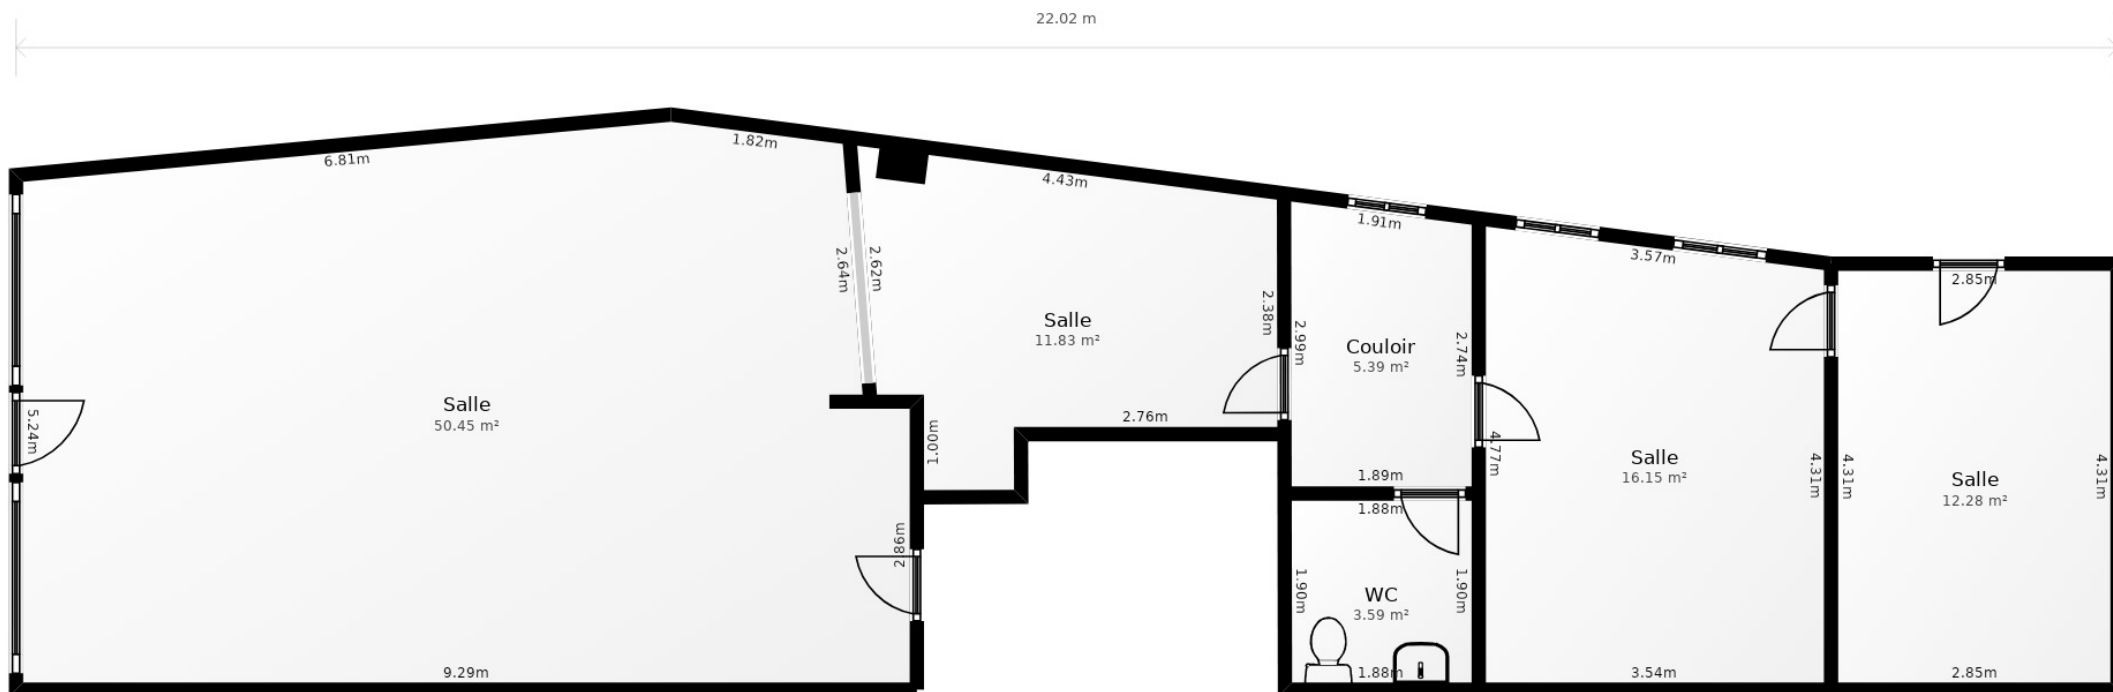 22.02 m
6.81m
1.82m
4.43m
1.91m
3.57m
2.85m
2.64m
2.62m
2.38m
2.99m
2.74m
Salle
11.83 m²
Couloir
5.39 m²
Salle
50.45 m²
5.24m
1.00m
2.76m
4.77m
Salle
16.15 m²
4.31m
4.31m
Salle
12.28 m²
4.31m
1.89m
1.88m
2.86m
1.90m
WC
3.59 m²
1.90m
9.29m
1.88m
3.54m
2.85m